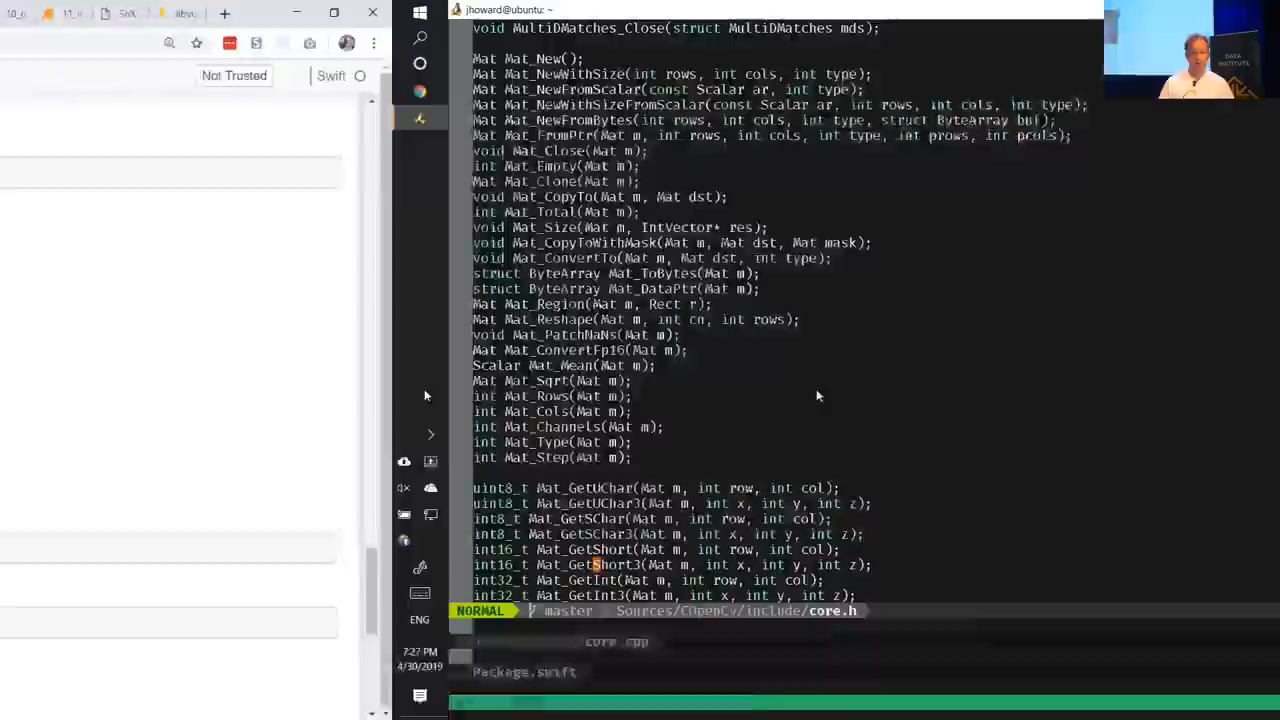 jhoward@ubuntu: ~
void MultiDMatches_Close(struct MultiDMatches mds);
Mat Mat_New();
Mat Mat_NewWithSize(int rows, int cols, int type);
Mat Mat_NewFromScalar(const Scalar ar, int type);
Mat Mat_NewWithSizeFromScalar(const Scalar ar, int rows, int cols, int type);
Mat Mat_NewFromBytes(int rows, int cols, int type, struct ByteArray buf);
Mat Mat_FromPtr(Mat m, int rows, int cols, int type, int prows, int pcols);
void Mat_Close(Mat m);
int Mat_Empty(Mat m);
Mat Mat_Clone(Mat m);
void Mat_CopyTo(Mat m, Mat dst);
int Mat_Total(Mat m);
void Mat_Size(Mat m, IntVector* res);
void Mat_CopyToWithMask(Mat m, Mat dst, Mat mask);
void Mat_ConvertTo(Mat m, Mat dst, int type);
struct ByteArray Mat_ToBytes(Mat m);
struct ByteArray Mat_DataPtr(Mat m);
Mat Mat_Region(Mat m, Rect r);
Mat Mat_Reshape(Mat m, int cn, int rows);
void Mat_PatchNaNs(Mat m);
Mat Mat_ConvertFp16(Mat m);
Scalar Mat_Mean(Mat m);
Mat Mat_Sqrt(Mat m);
int Mat_Rows(Mat m);
int Mat_Cols(Mat m);
int Mat_Channels(Mat m);
int Mat_Type(Mat m);
int Mat_Step(Mat m);
uint8_t Mat_GetUChar(Mat m, int row, int col);
uint8_t Mat_GetUChar3(Mat m, int x, int y, int z);
int8_t Mat_GetSChar(Mat m, int row, int col);
int8_t Mat_GetSChar3(Mat m, int x, int y, int z);
int16_t Mat_GetShort(Mat m, int row, int col);
int16_t Mat_GetShort3(Mat m, int x, int y, int z);
int32_t Mat_GetInt(Mat m, int row, int col);
int32_t Mat_GetInt3(Mat m, int x, int y, int z);
NORMAL master Sources/COpenCV/include/core.h
core cpp
Package.swift
Not Trusted Swift
ENG
7:27 PM
4/30/2019
DATA
INSTITUTE